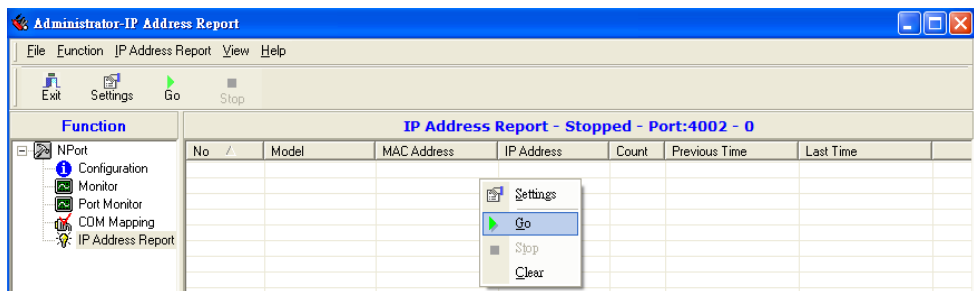 Administrator-IP Address Report
File Function IP Address Report View Help
Exit Settings Go Stop
Function
IP Address Report - Stopped - Port:4002 - 0
No Model MAC Address IP Address Count Previous Time Last Time
NPort
Configuration
Monitor
Port Monitor
COM Mapping
IP Address Report
Settings
Go
Stop
Clear